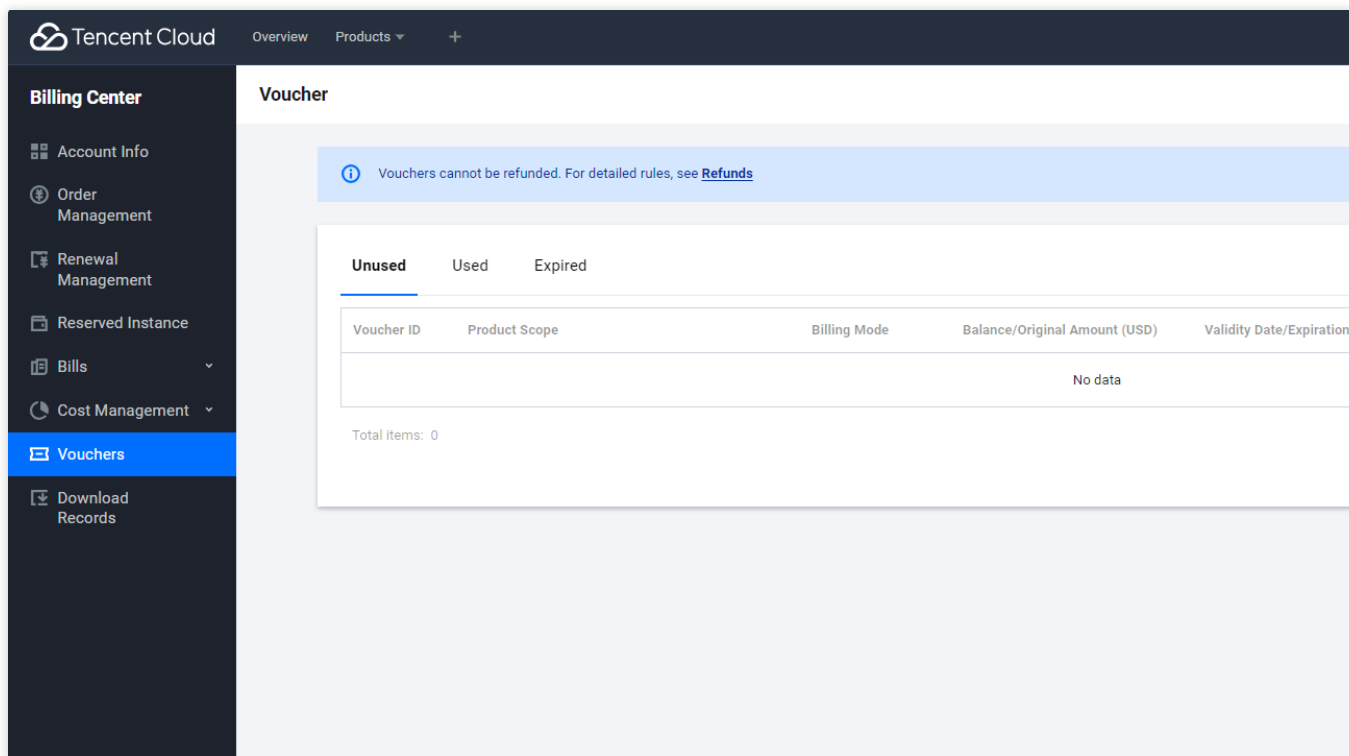 Tencent Cloud
Overview
Products
Billing Center
Account Info
Order
Management
Renewal
Management
Reserved Instance
Bills
Cost Management
Vouchers
Download
Records
Voucher
Vouchers cannot be refunded. For detailed rules, see Refunds
Unused Used Expired
Voucher ID Product Scope Billing Mode Balance/Original Amount (USD) Validity Date/Expiration
No data
Total items: 0